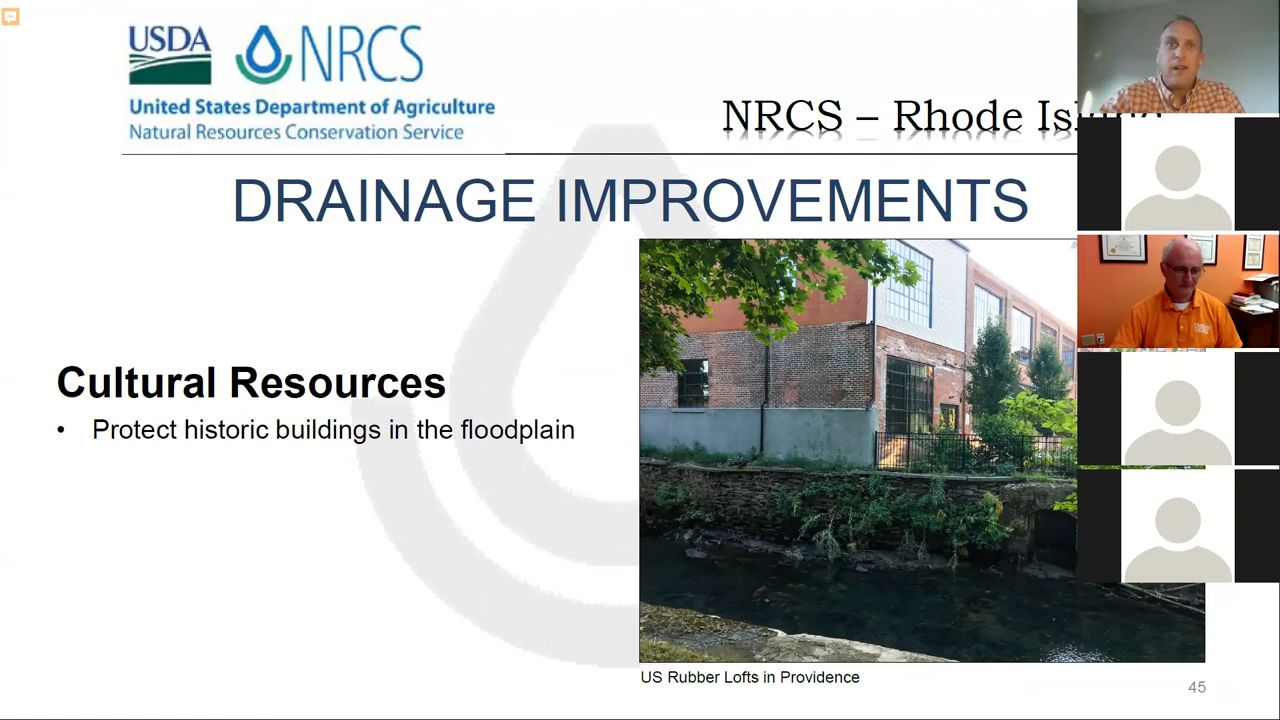 USDA NRCS
United States Department of Agriculture
Natural Resources Conservation Service
NRCS – Rhode
DRAINAGE IMPROVEMENTS
Cultural Resources
• Protect historic buildings in the floodplain
US Rubber Lofts in Providence
45